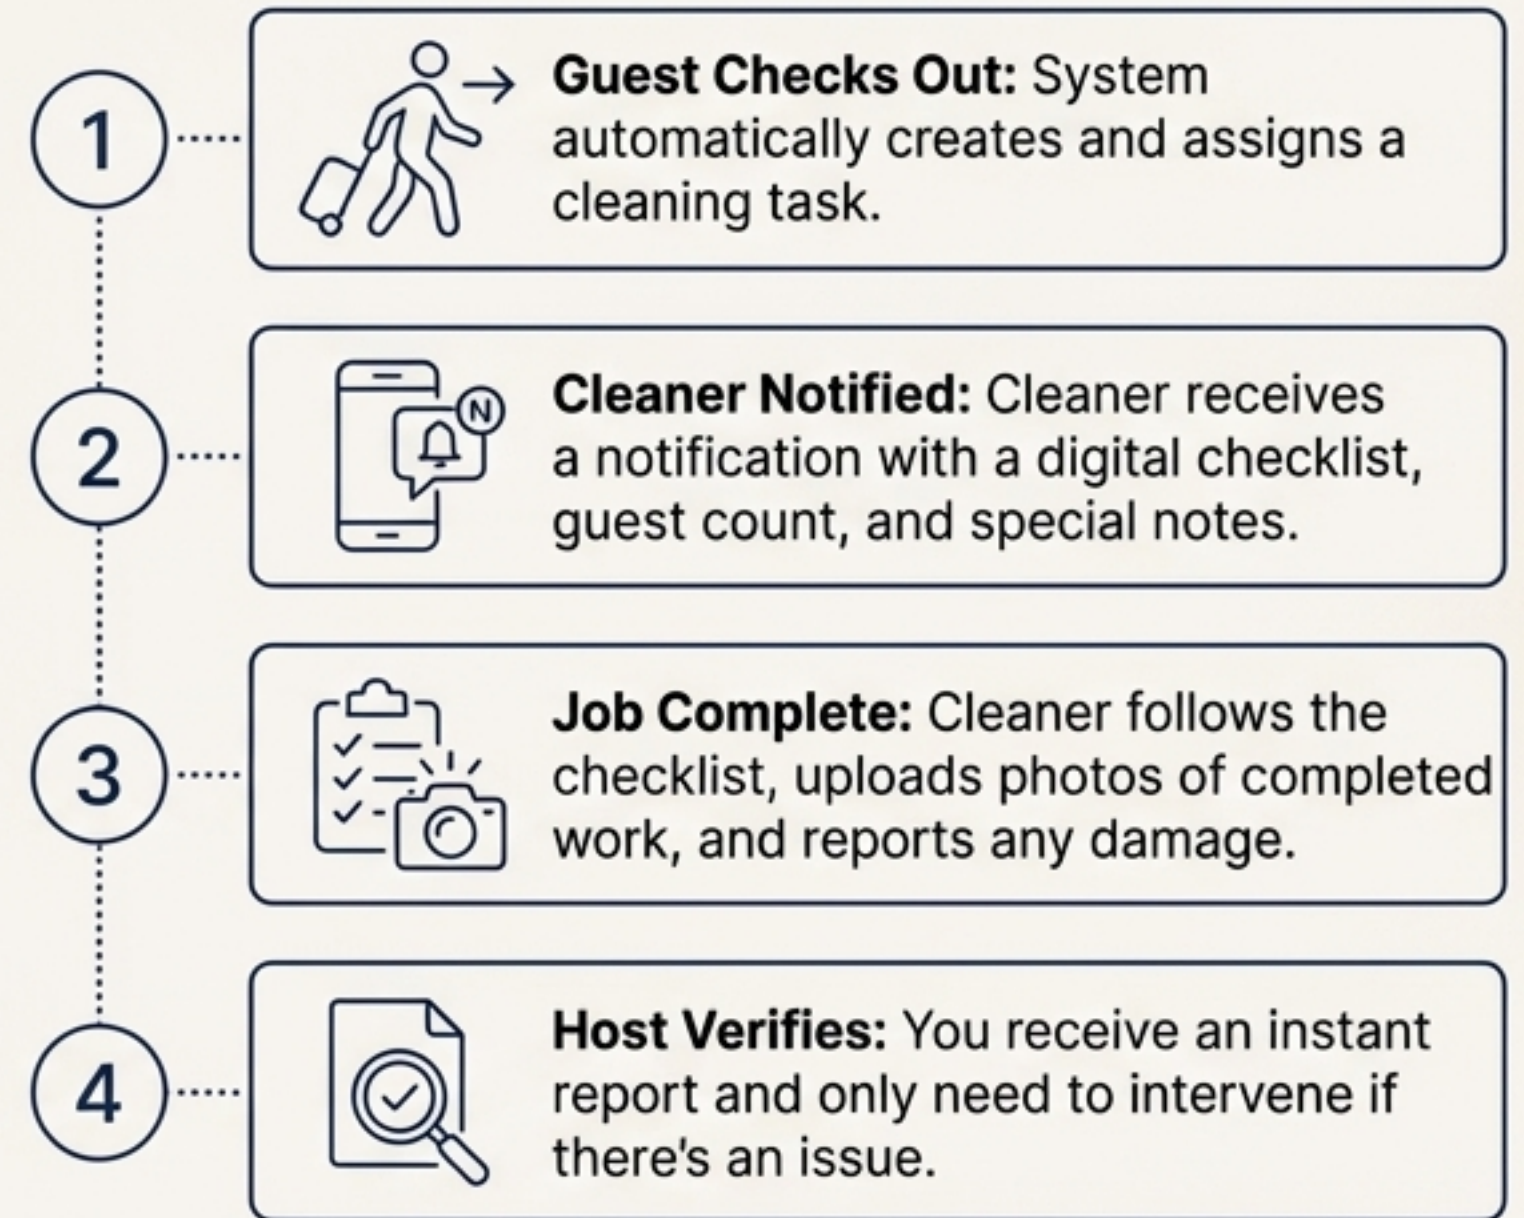 1
Guest Checks Out: System
automatically creates and assigns a
cleaning task.
2
N
Cleaner Notified: Cleaner receives
a notification with a digital checklist,
guest count, and special notes.
3
Job Complete: Cleaner follows the
checklist, uploads photos of completed
work, and reports any damage.
4
Host Verifies: You receive an instant
report and only need to intervene if
there's an issue.